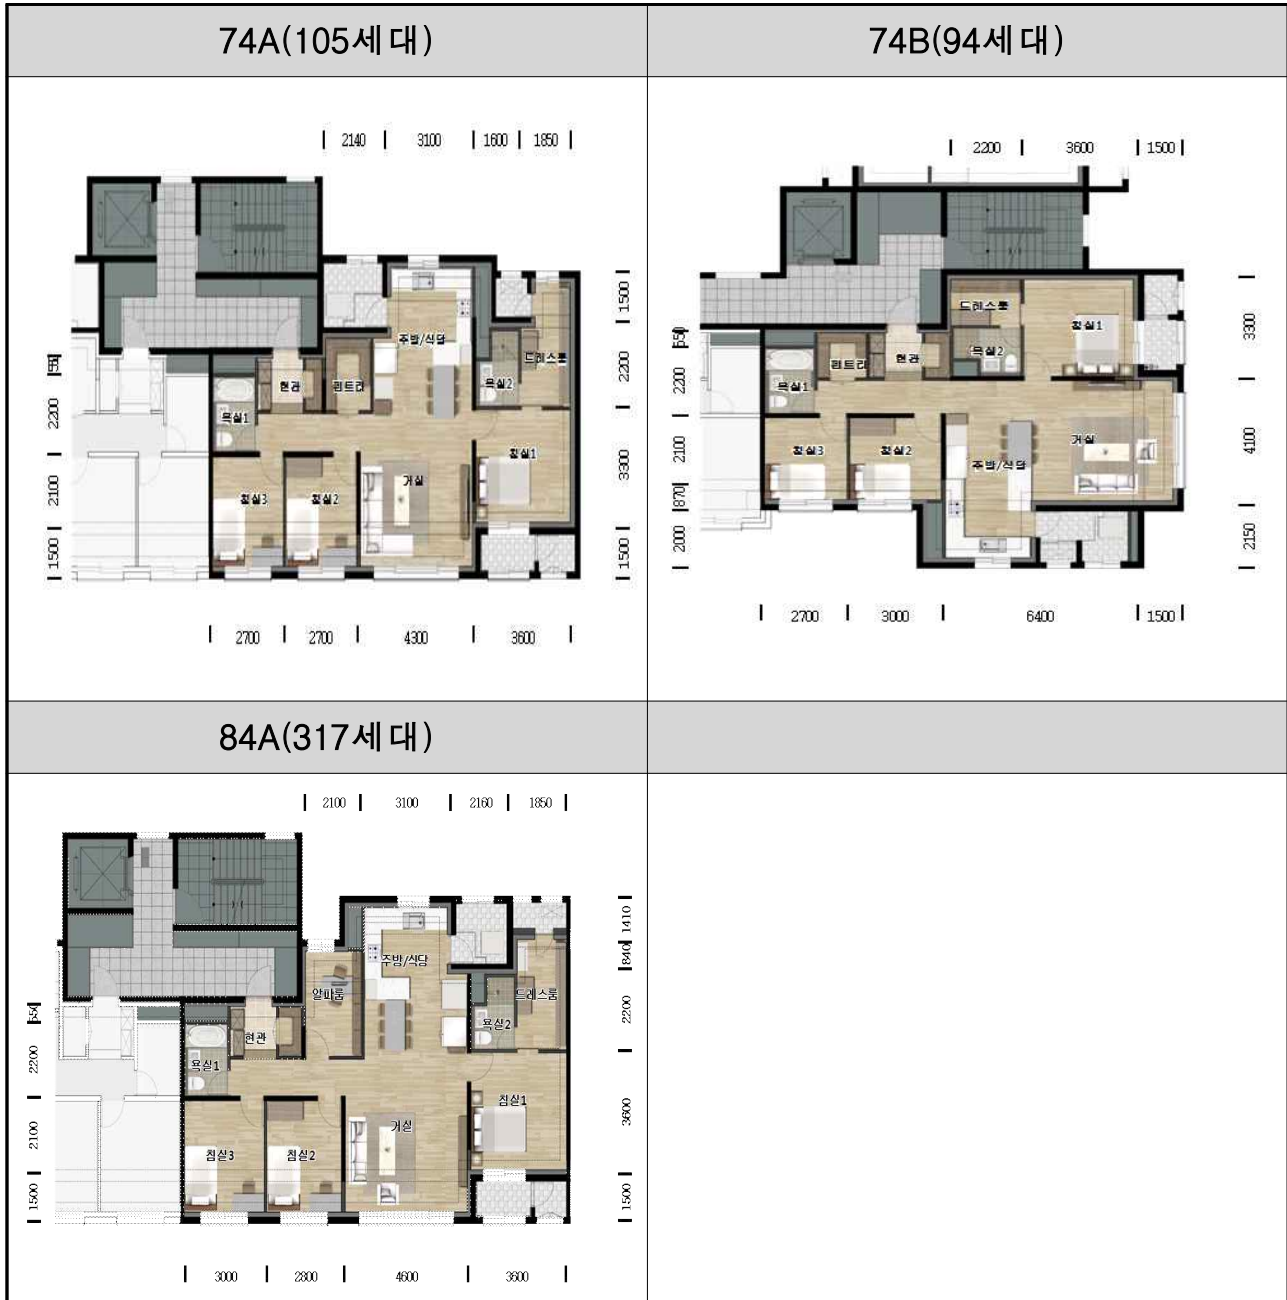 74A(105세대)
74B(94세대)
2140 3100 1600 1850
2200 3600 1500
주방/식당
드레스룸
현관
팬트리
욕실2
욕실1
침실1
침실3
침실2
거실
550
2200
2100
1500
1500
2200
3300
1500
2700 2700 4300 3600
드레스룸
침실1
욕실2
현관
팬트리
욕실1
거실
침실3
침실2
주방/식당
550
2200
2100
870
2000
3300
4100
2150
2700 3000 6400 1500
84A(317세대)
2100 3100 2160 1850
주방/식당
알파룸
드레스룸
욕실2
현관
욕실1
침실1
거실
침실3
침실2
550
2200
2100
1500
1410
840
2200
3600
1500
3000 2800 4600 3600